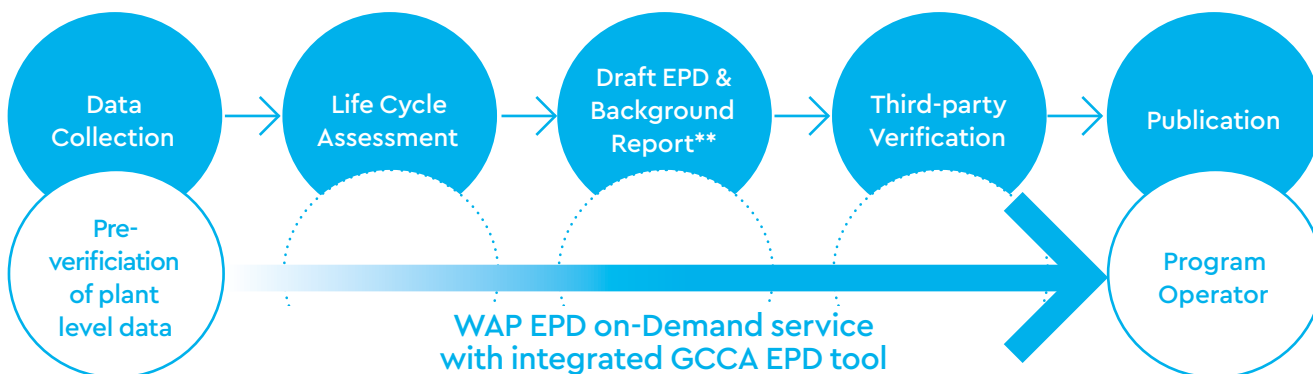 Data
Collection
Life Cycle
Assessment
Draft EPD &
Background
Report**
Third-party
Verification
Publication
Pre-
verificiation
of plant
level data
WAP EPD on-Demand service
with integrated GCCA EPD tool
Program
Operator